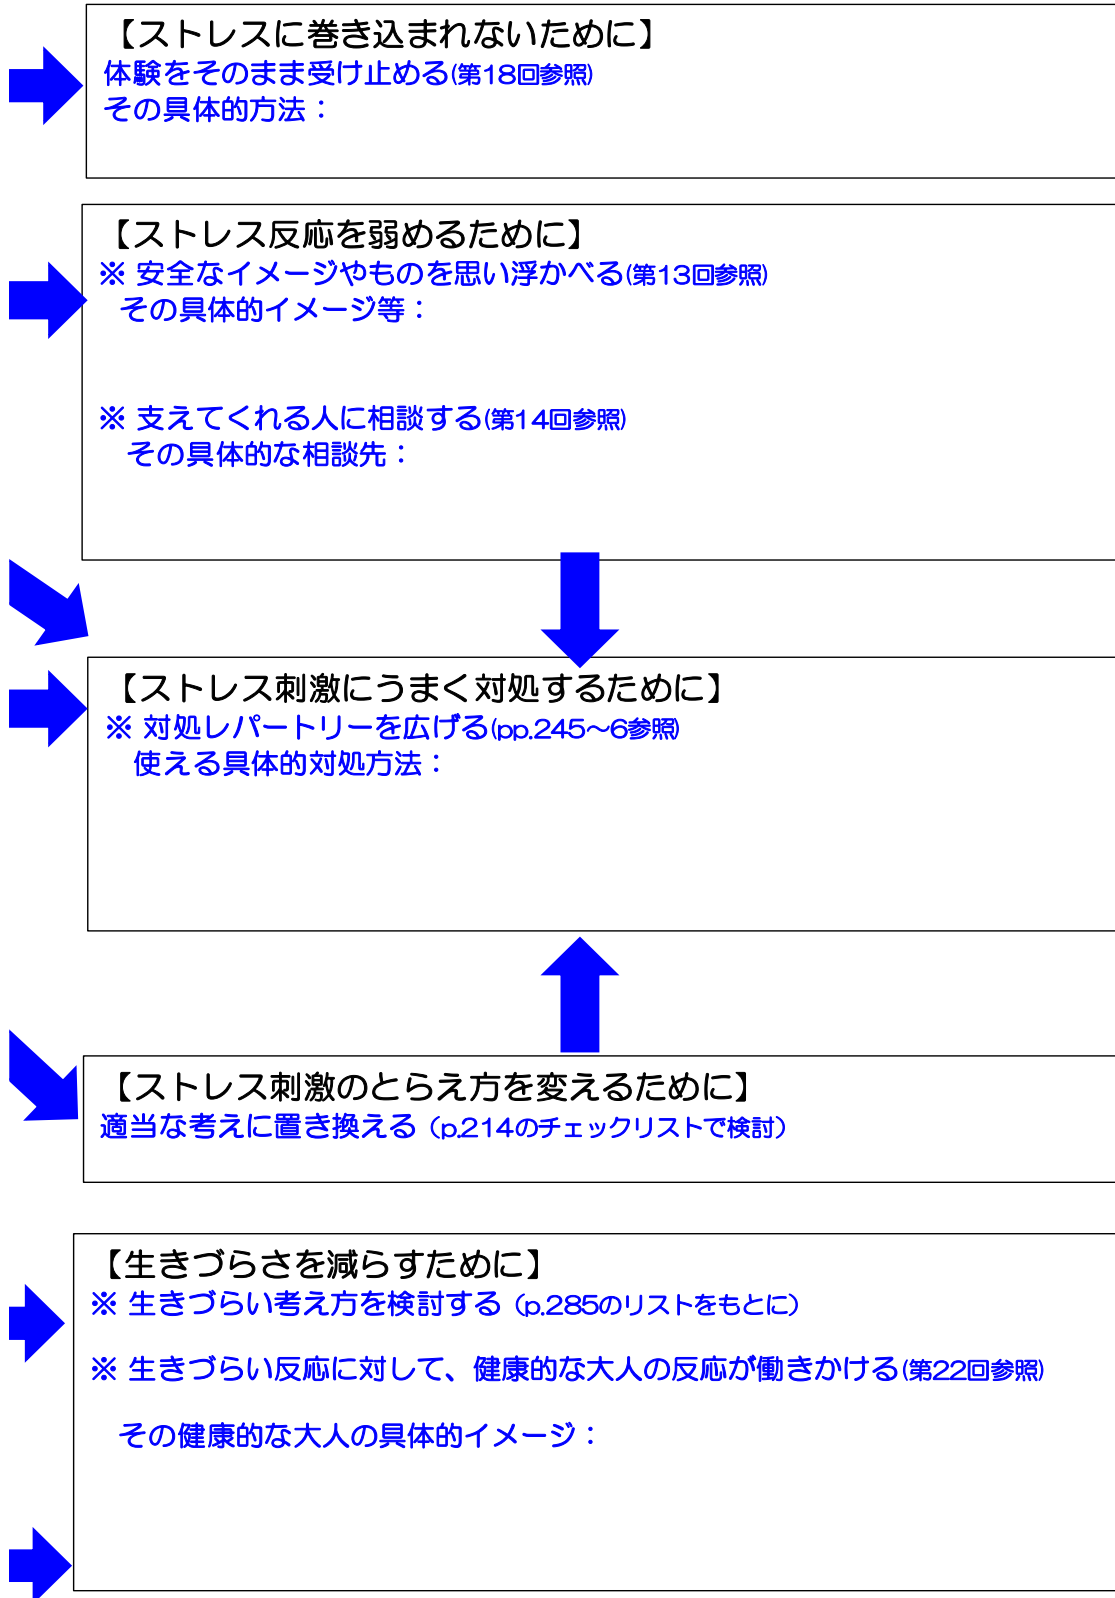 【ストレスに巻き込まれないために】
体験をそのまま受け止める(第18回参照)
その具体的方法：
【ストレス反応を弱めるために】
※ 安全なイメージやものを思い浮かべる(第13回参照)
その具体的イメージ等：
※ 支えてくれる人に相談する(第14回参照)
その具体的な相談先：
【ストレス刺激にうまく対処するために】
※ 対処レパートリーを広げる(pp.245～6参照)
使える具体的対処方法：
【ストレス刺激のとらえ方を変えるために】
適当な考えに置き換える（p.214のチェックリストで検討）
【生きづらさを減らすために】
※ 生きづらい考え方を検討する（p.285のリストをもとに）
※ 生きづらい反応に対して、健康的な大人の反応が働きかける(第22回参照)
その健康的な大人の具体的イメージ：